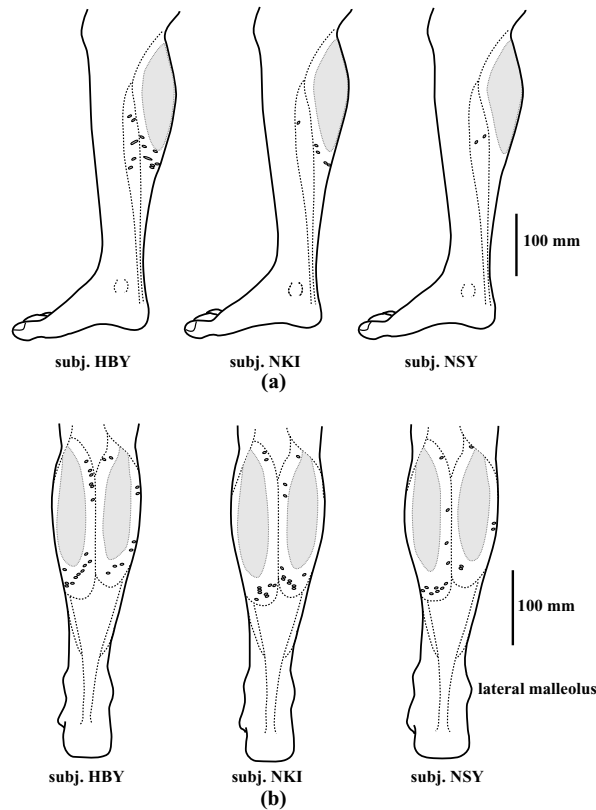 100 mm
subj. HBY subj. NKI subj. NSY
(a)
100 mm
lateral malleolus
subj. HBY subj. NKI subj. NSY
(b)